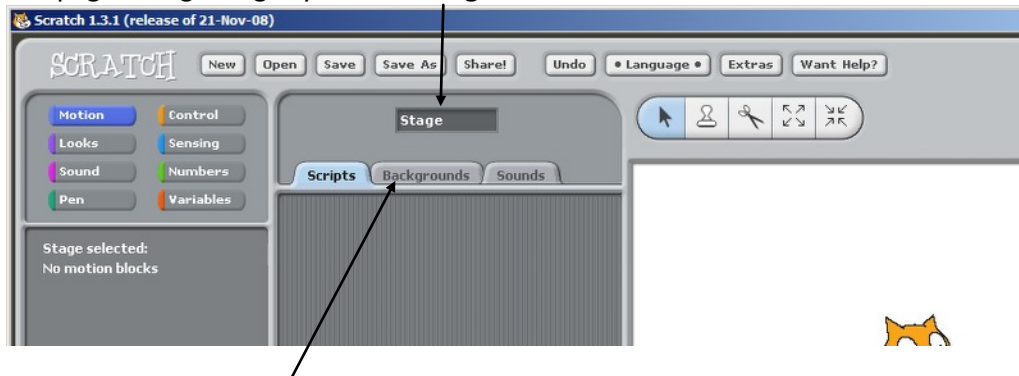 Scratch 1.3.1 (release of 21-Nov-08)
SCRATCH New Open Save Save As Share! Undo • Language • Extras Want Help?
Motion Control
Looks Sensing
Sound Numbers
Pen Variables
Stage
Scripts Backgrounds Sounds
Stage selected:
No motion blocks